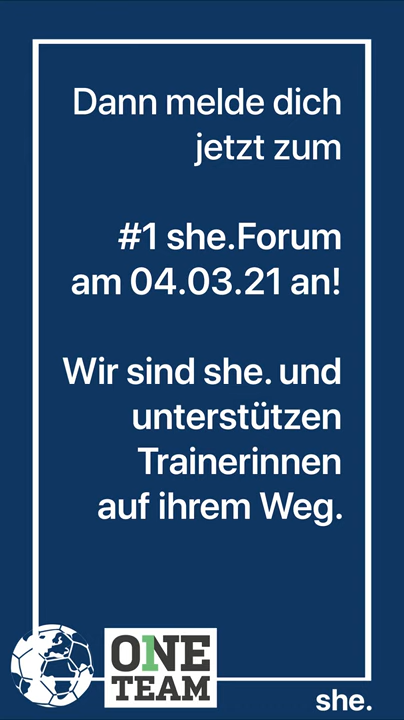 Dann melde dich
jetzt zum
#1 she.Forum
am 04.03.21 an!
Wir sind she. und
unterstützen
Trainerinnen
auf ihrem Weg.
ONE
TEAM
she.